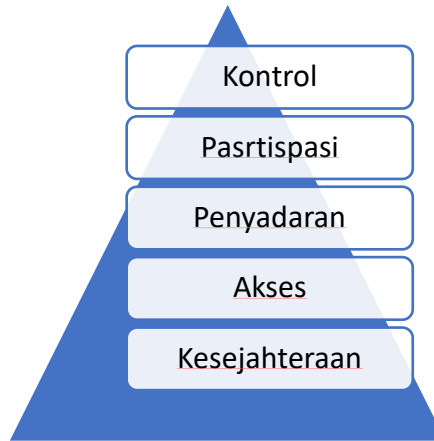 Kontrol
Pasrtispasi
Penyadaran
Akses
Kesejahteraan